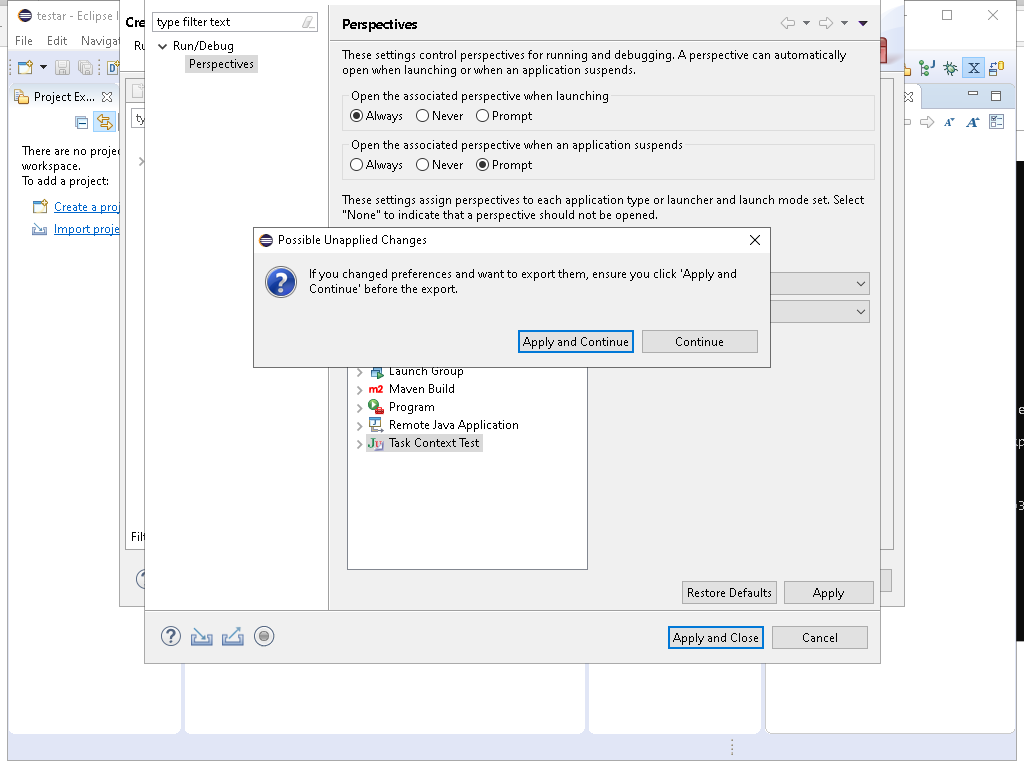 testar - Eclipse I
File Edit Navigat
Project Ex...
There are no projec
workspace.
To add a project:
Create a proj
Import proje
Cre
Ru
ty
Filt
type filter text
Run/Debug
Perspectives
Perspectives
These settings control perspectives for running and debugging. A perspective can automatically
open when launching or when an application suspends.
Open the associated perspective when launching
Always Never Prompt
Open the associated perspective when an application suspends
Always Never Prompt
These settings assign perspectives to each application type or launcher and launch mode set. Select
"None" to indicate that a perspective should not be opened.
Possible Unapplied Changes
If you changed preferences and want to export them, ensure you click 'Apply and
Continue' before the export.
Apply and Continue Continue
Launch Group
m2 Maven Build
Program
Remote Java Application
Ju Task Context Test
Restore Defaults Apply
Apply and Close Cancel